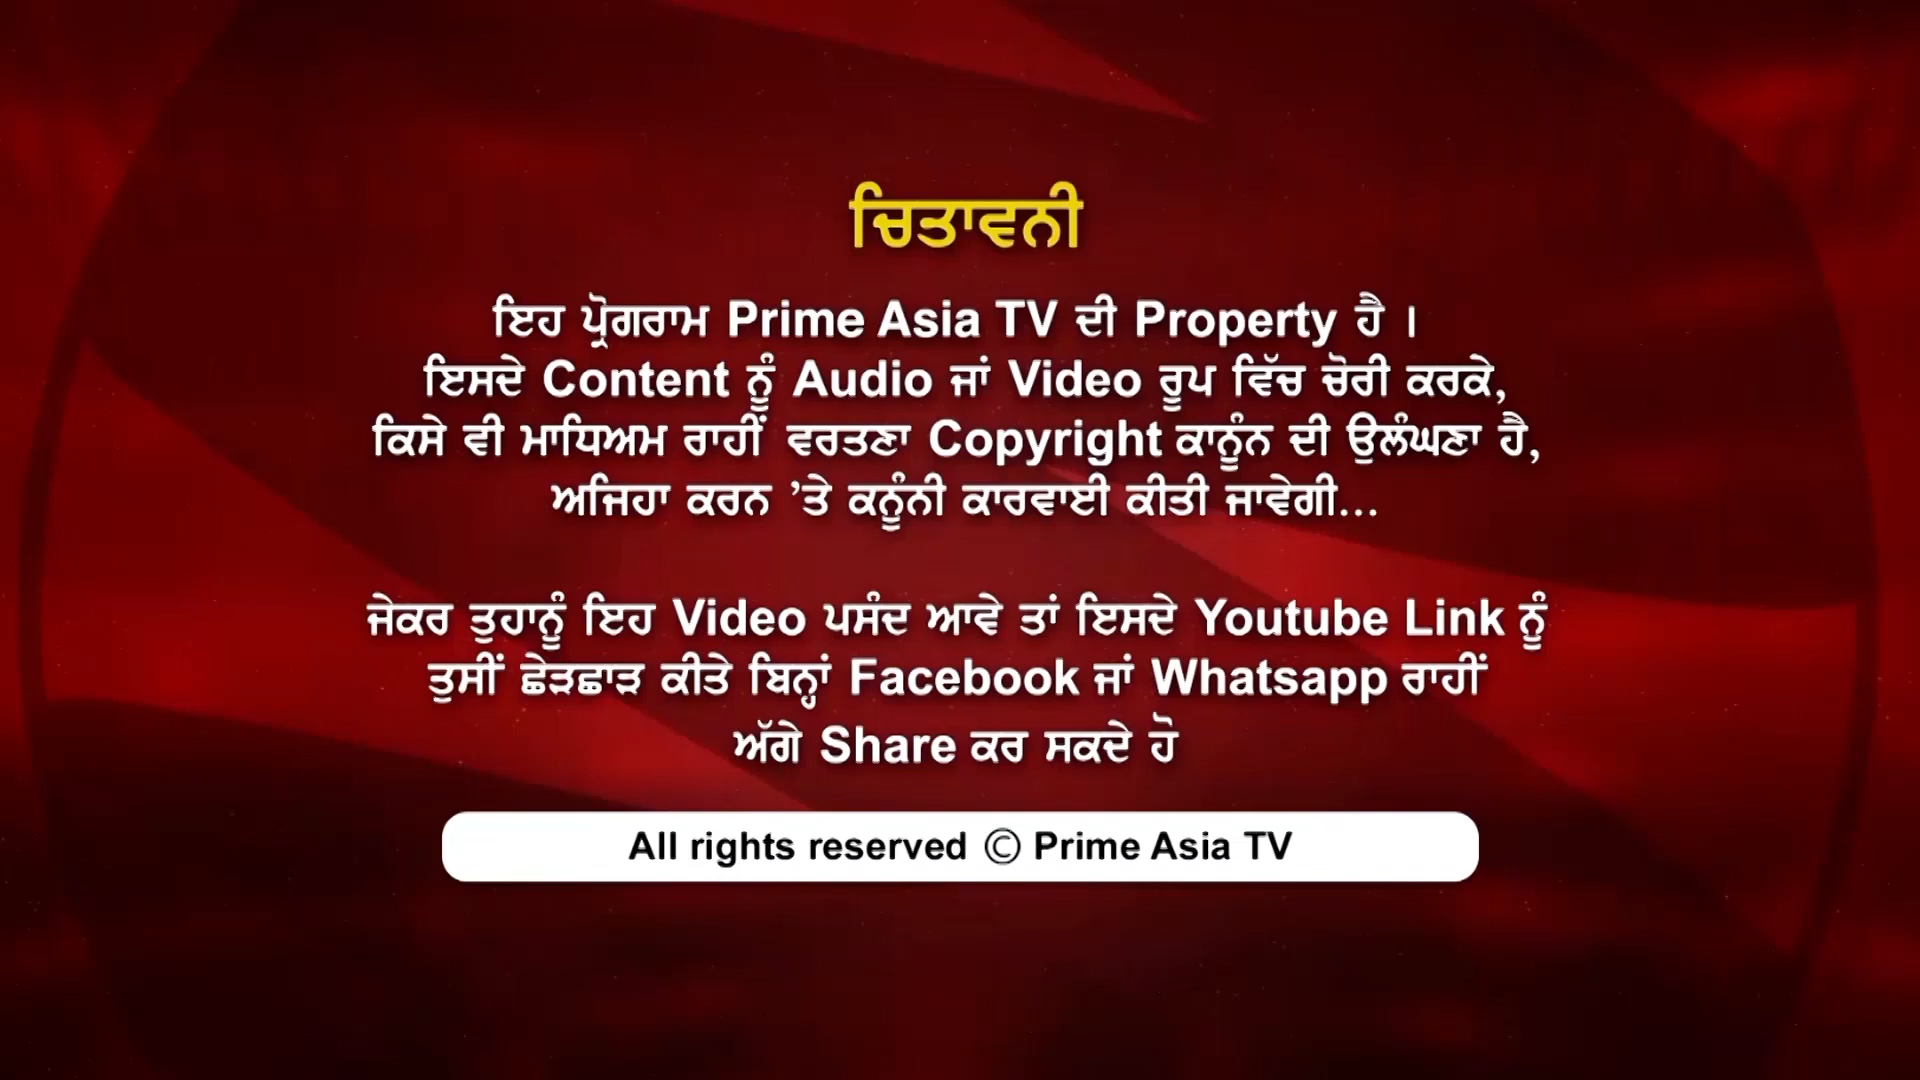 ਚਿਤਾਵਨੀ
ਇਹ ਪ੍ਰੋਗਰਾਮ Prime Asia TV ਦੀ Property ਹੈ ।
ਇਸਦੇ Content ਨੂੰ Audio ਜਾਂ Video ਰੂਪ ਵਿੱਚ ਚੋਰੀ ਕਰਕੇ,
ਕਿਸੇ ਵੀ ਮਾਧਿਅਮ ਰਾਹੀਂ ਵਰਤਣਾ Copyright ਕਾਨੂੰਨ ਦੀ ਉਲੰਘਣਾ ਹੈ,
ਅਜਿਹਾ ਕਰਨ ’ਤੇ ਕਨੂੰਨੀ ਕਾਰਵਾਈ ਕੀਤੀ ਜਾਵੇਗੀ...
ਜੇਕਰ ਤੁਹਾਨੂੰ ਇਹ Video ਪਸੰਦ ਆਵੇ ਤਾਂ ਇਸਦੇ Youtube Link ਨੂੰ
ਤੁਸੀਂ ਛੇੜਛਾੜ ਕੀਤੇ ਬਿਨ੍ਹਾਂ Facebook ਜਾਂ Whatsapp ਰਾਹੀਂ
ਅੱਗੇ Share ਕਰ ਸਕਦੇ ਹੋ
All rights reserved © Prime Asia TV